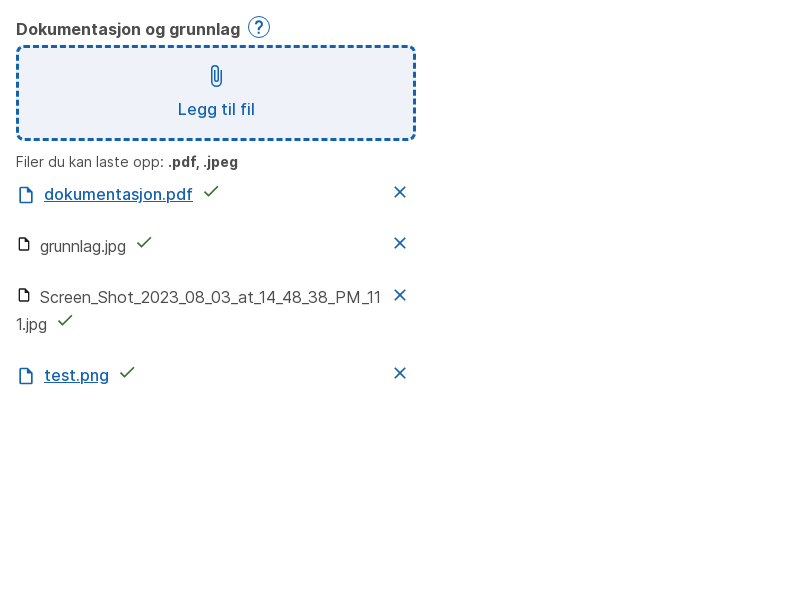 Dokumentasjon og grunnlag ?
Legg til fil
Filer du kan laste opp: .pdf, .jpeg
dokumentasjon.pdf
grunnlag.jpg
Screen_Shot_2023_08_03_at_14_48_38_PM_11
1.jpg
test.png